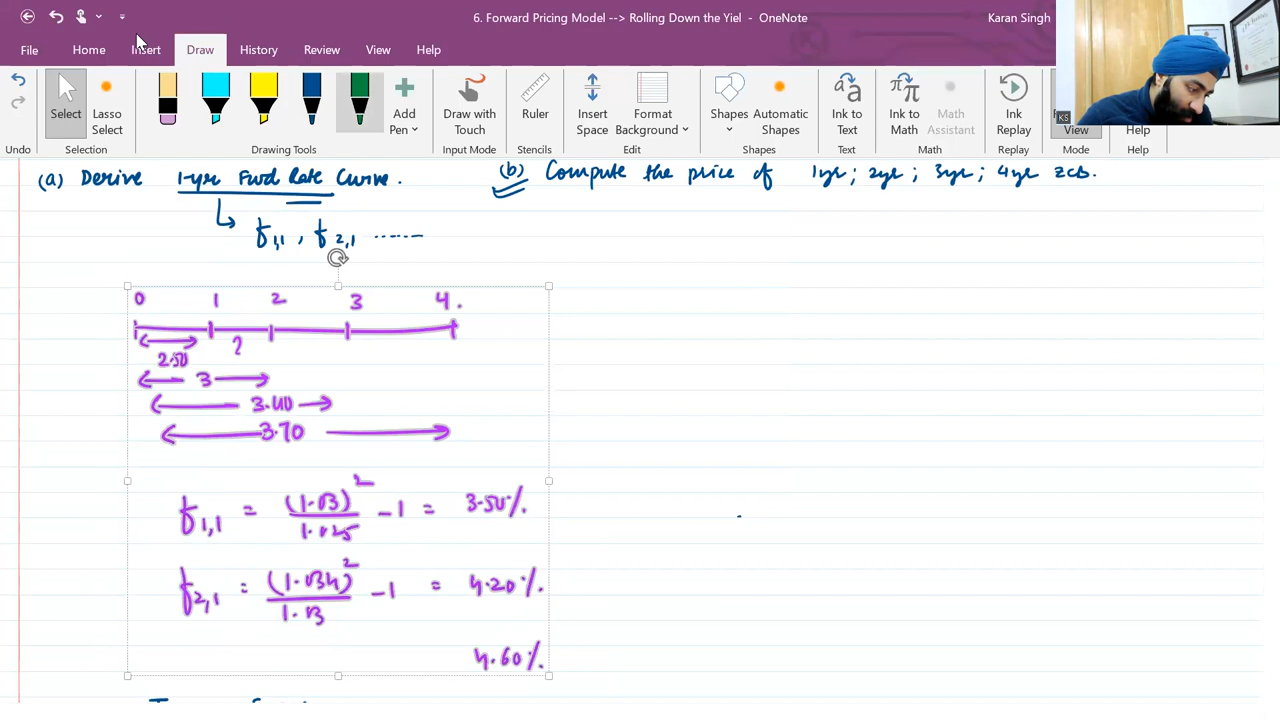 6. Forward Pricing Model --> Rolling Down the Yiel - OneNote
Karan Singh
File Home Insert Draw History Review View Help
Select Lasso Select Add Pen Draw with Touch Ruler Insert Space Format Background Shapes Automatic Shapes Ink to Text Ink to Math Math Assistant Ink Replay View Help
Undo Selection Drawing Tools Input Mode Stencils Edit Shapes Text Math Replay Mode Help
KS
(a) Derive 1-yr Fwd Rate Curve. (b) Compute the price of 1yr; 2yr; 3yr; 4yr zcb.
f1,1 , f2,1 ......
0 1 2 3 4.
2.50 ?
3
3.40
3.70
f1,1 = (1.03)^2 / 1.025 - 1 = 3.50%.
f2,1 = (1.034)^2 / 1.03 - 1 = 4.20%.
4.60%.